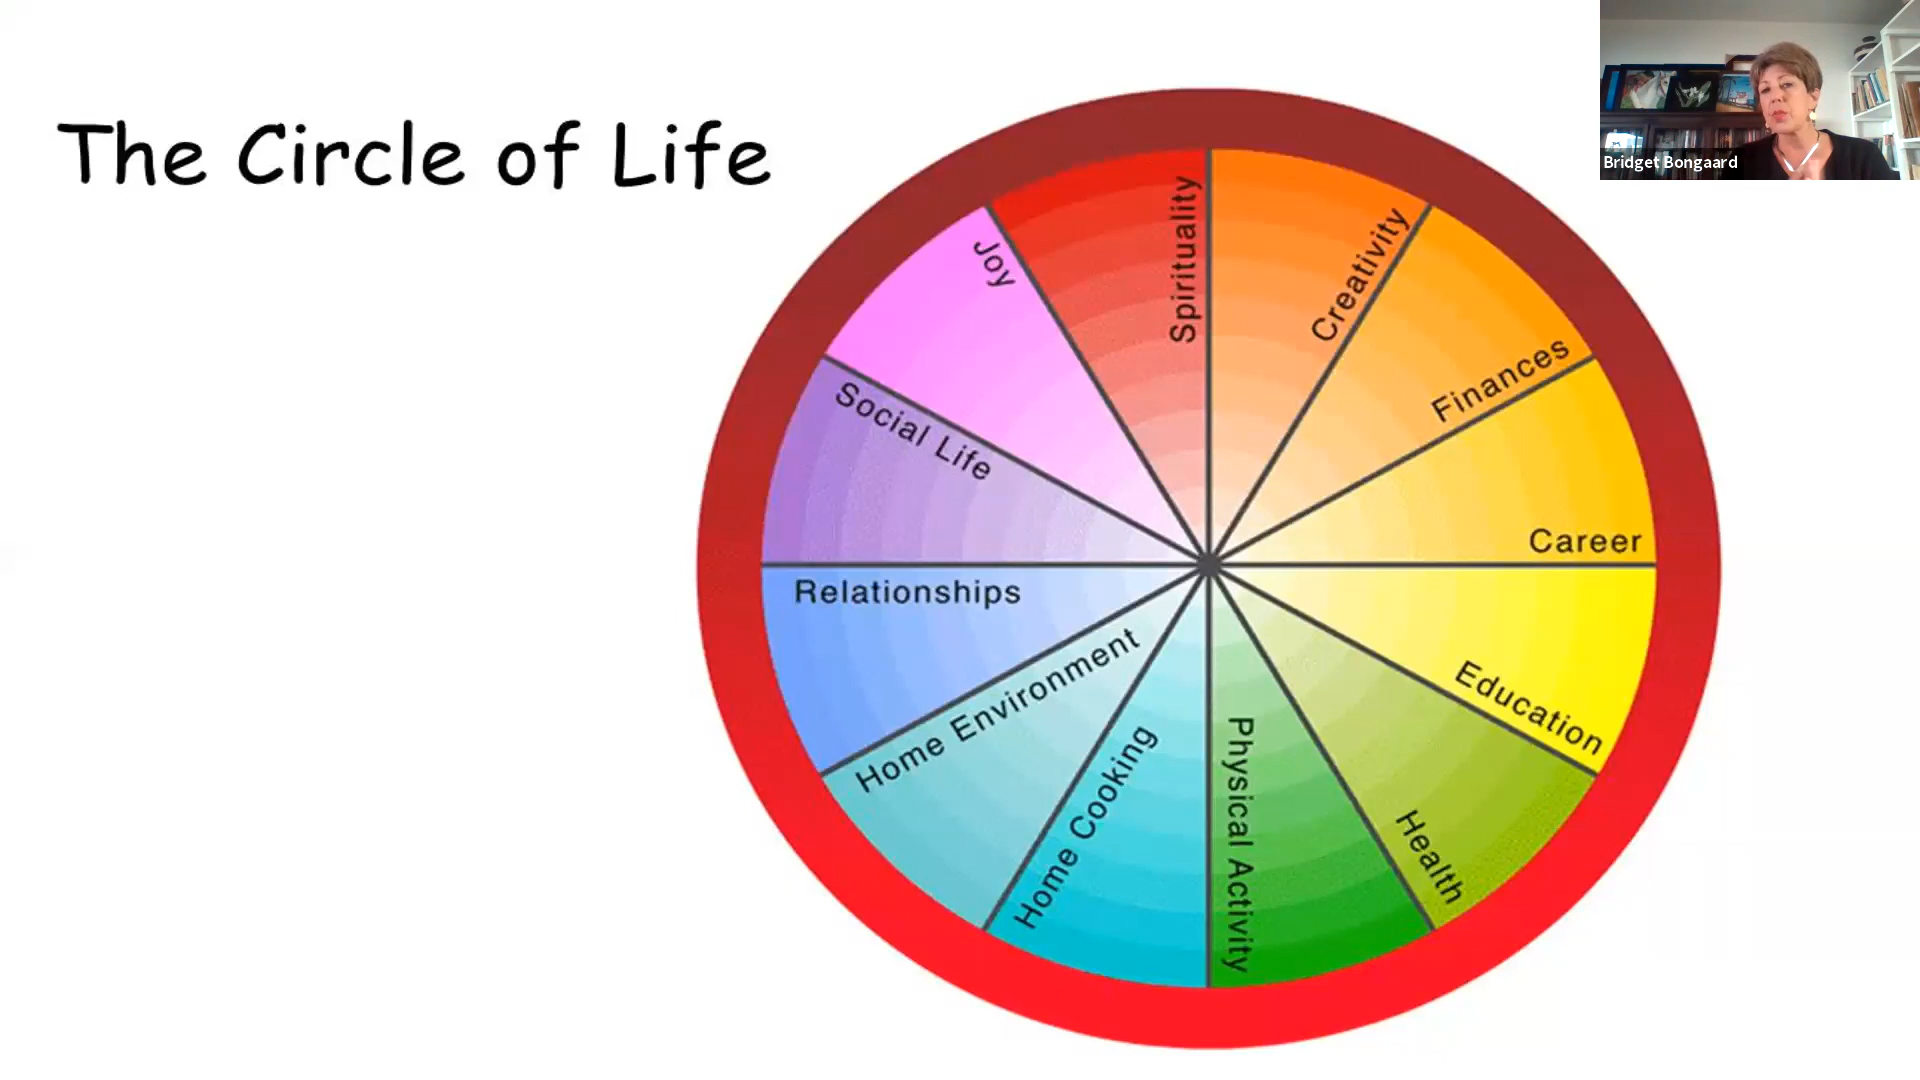 The Circle of Life
Bridget Bongaard
Spirituality
Creativity
Finances
Career
Education
Health
Physical Activity
Home Cooking
Home Environment
Relationships
Social Life
Joy